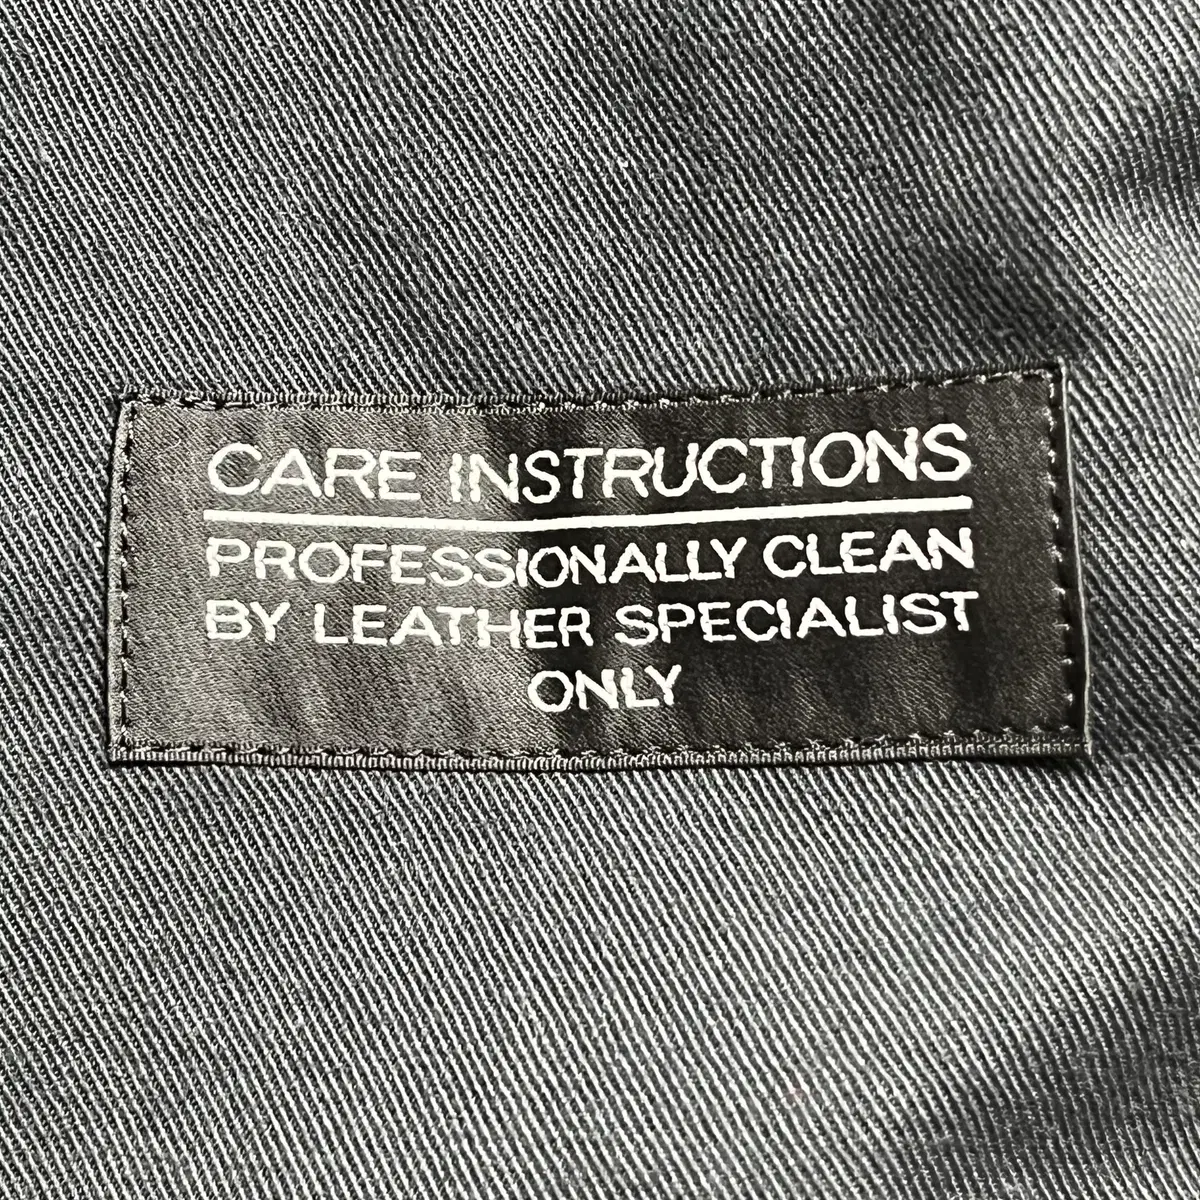 CARE INSTRUCTIONS
PROFESSIONALLY CLEAN
BY LEATHER SPECIALIST
ONLY